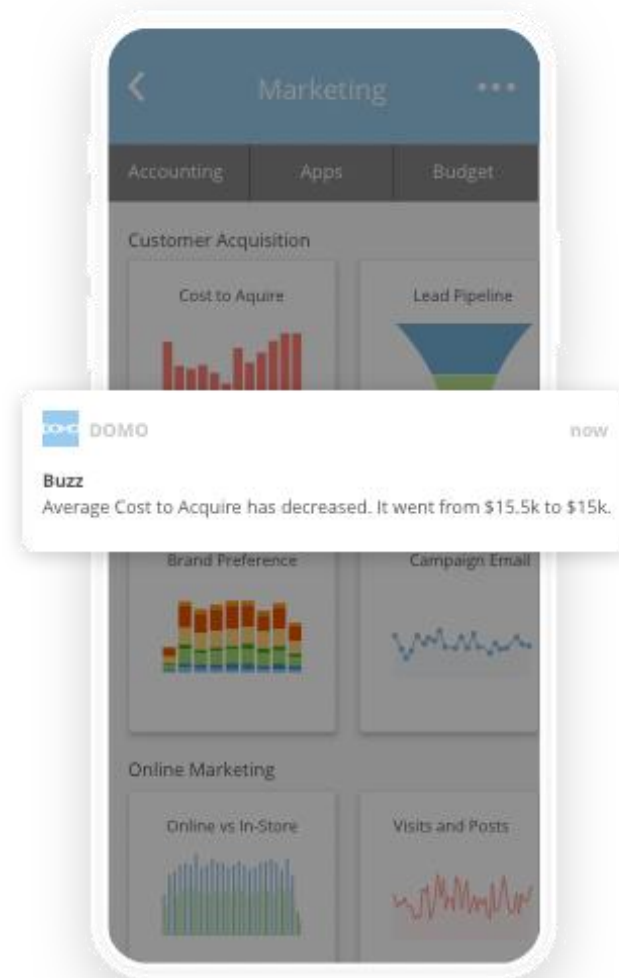 Marketing
Accounting Apps Budget
Customer Acquisition
Cost to Aquire Lead Pipeline
DOMO DOMO now
Buzz
Average Cost to Acquire has decreased. It went from $15.5k to $15k.
Brand Preference Campaign Email
Online Marketing
Online vs In-Store Visits and Posts